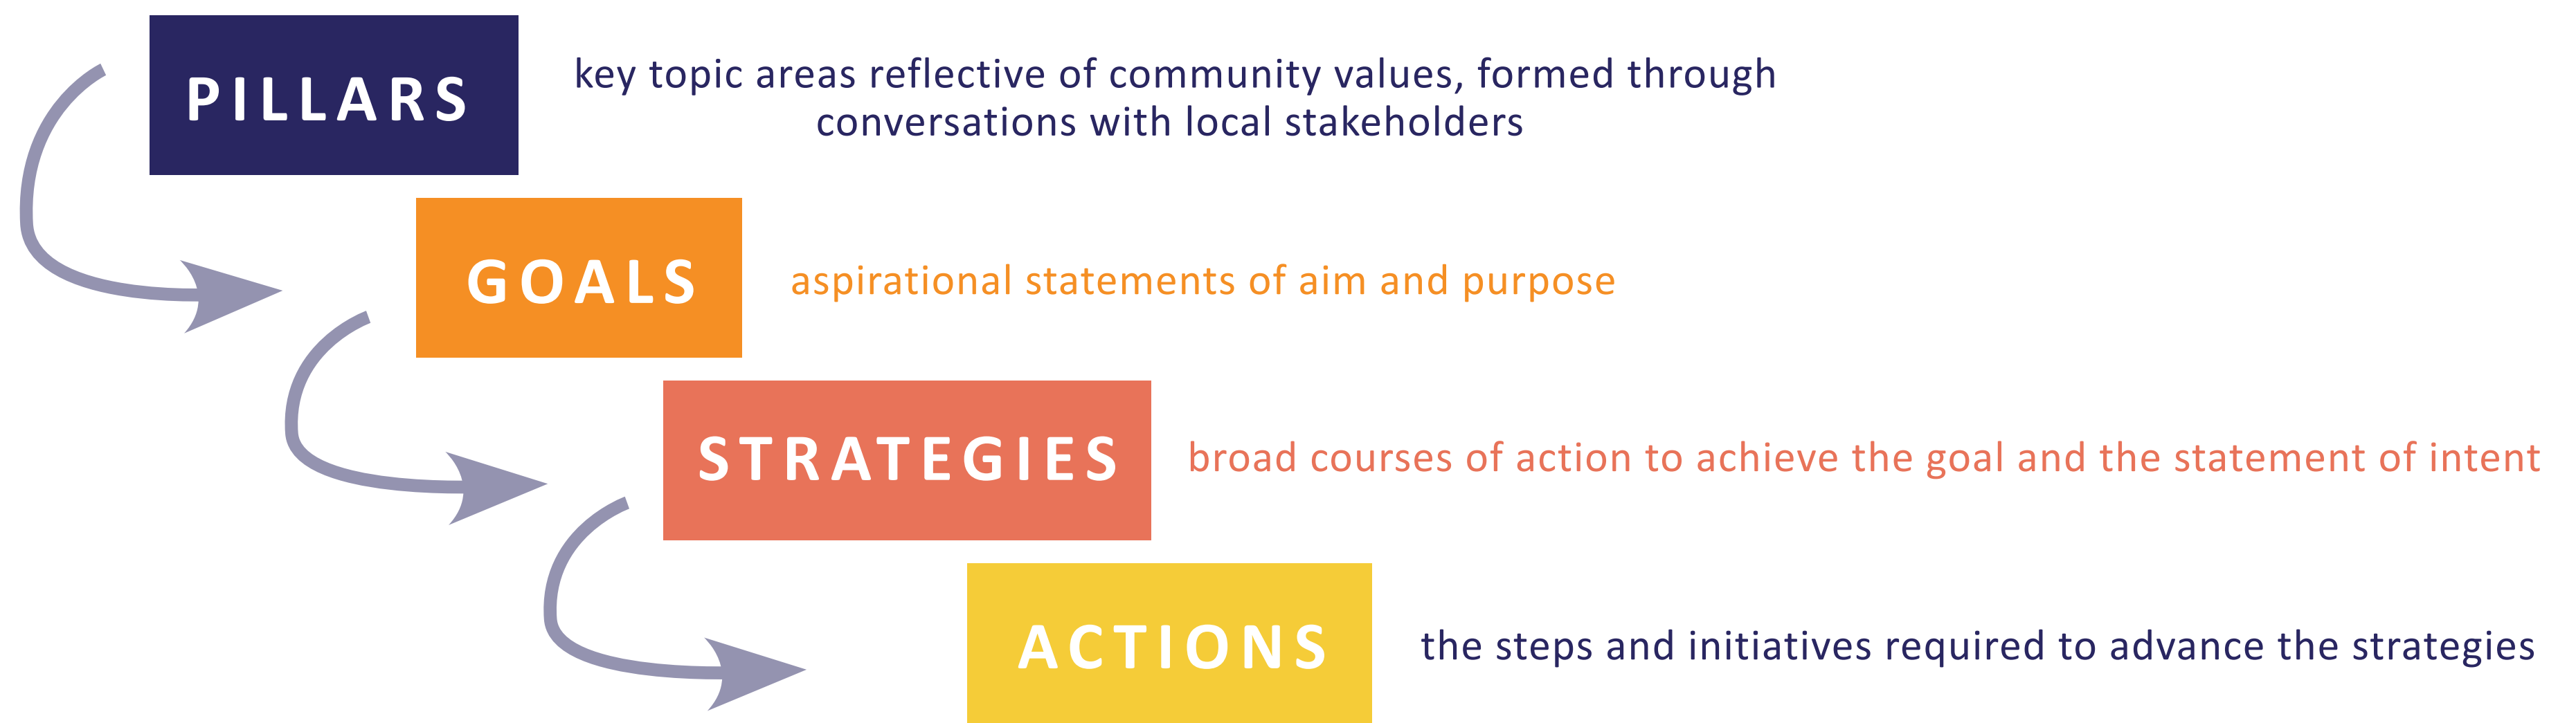 PILLARS
key topic areas reflective of community values, formed through
conversations with local stakeholders
GOALS
aspirational statements of aim and purpose
STRATEGIES
broad courses of action to achieve the goal and the statement of intent
ACTIONS
the steps and initiatives required to advance the strategies